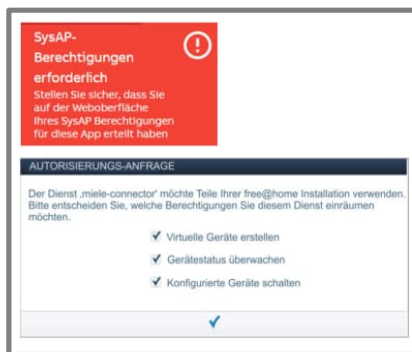 SysAP-
Berechtigungen
erforderlich
Stellen Sie sicher, dass Sie
auf der Weboberfläche
Ihres SysAP Berechtigungen
für diese App erteilt haben
AUTORISIERUNGS-ANFRAGE
Der Dienst ‚miele-connector' möchte Teile Ihrer free@home Installation verwenden.
Bitte entscheiden Sie, welche Berechtigungen Sie diesem Dienst einräumen
möchten.
Virtuelle Geräte erstellen
Gerätestatus überwachen
Konfigurierte Geräte schalten